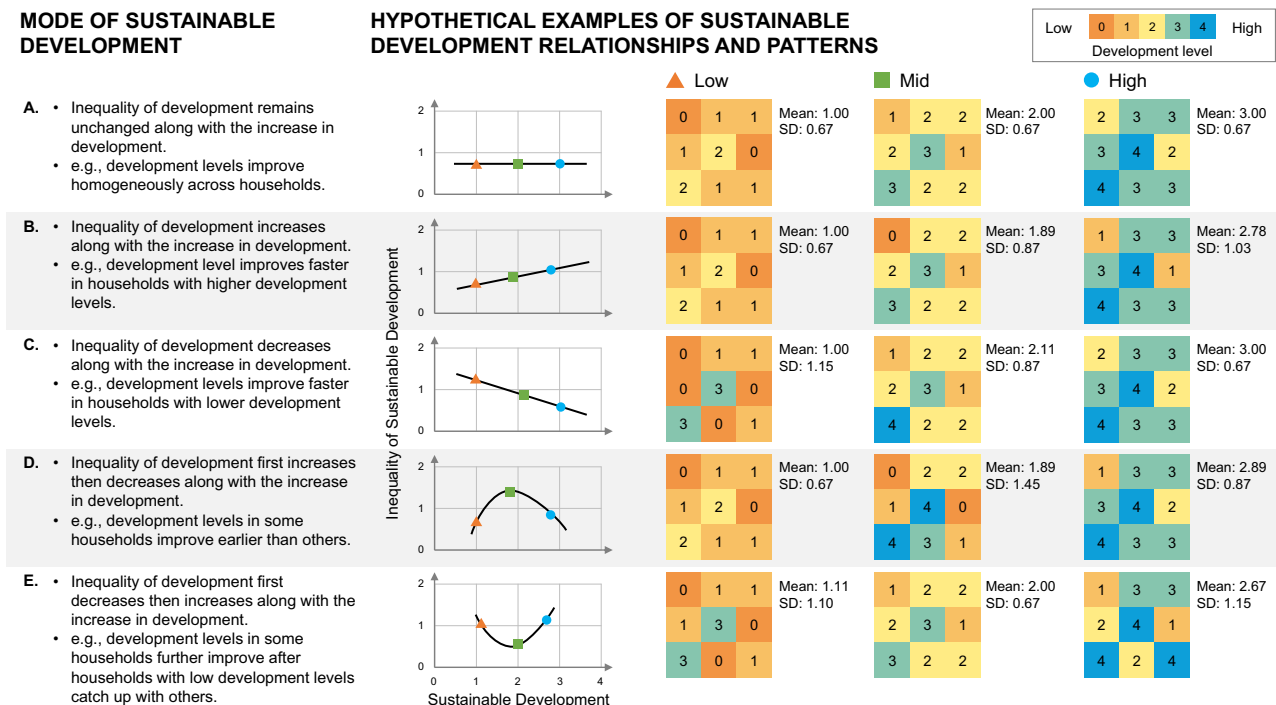 MODE OF SUSTAINABLE
DEVELOPMENT
HYPOTHETICAL EXAMPLES OF SUSTAINABLE
DEVELOPMENT RELATIONSHIPS AND PATTERNS
Low 0 1 2 3 4 High
Development level
Low
Mid
High
A. • Inequality of development remains
unchanged along with the increase in
development.
• e.g., development levels improve
homogeneously across households.
2
1
0
0 1 1
1 2 0
2 1 1
Mean: 1.00
SD: 0.67
1 2 2
2 3 1
3 2 2
Mean: 2.00
SD: 0.67
2 3 3
3 4 2
4 3 3
Mean: 3.00
SD: 0.67
B. • Inequality of development increases
along with the increase in development.
• e.g., development level improves faster
in households with higher development
levels.
2
1
0
0 1 1
1 2 0
2 1 1
Mean: 1.00
SD: 0.67
0 2 2
2 3 1
3 2 2
Mean: 1.89
SD: 0.87
1 3 3
3 4 1
4 3 3
Mean: 2.78
SD: 1.03
C. • Inequality of development decreases
along with the increase in development.
• e.g., development levels improve faster
in households with lower development
levels.
2
1
0
0 1 1
0 3 0
3 0 1
Mean: 1.00
SD: 1.15
1 2 2
2 3 1
4 2 2
Mean: 2.11
SD: 0.87
2 3 3
3 4 2
4 3 3
Mean: 3.00
SD: 0.67
D. • Inequality of development first increases
then decreases along with the increase
in development.
• e.g., development levels in some
households improve earlier than others.
2
1
0
0 1 1
1 2 0
2 1 1
Mean: 1.00
SD: 0.67
0 2 2
1 4 0
4 3 1
Mean: 1.89
SD: 1.45
1 3 3
3 4 2
4 3 3
Mean: 2.89
SD: 0.87
E. • Inequality of development first
decreases then increases along with the
increase in development.
• e.g., development levels in some
households further improve after
households with low development levels
catch up with others.
2
1
0
0 1 2 3 4
0 1 1
1 3 0
3 0 1
Mean: 1.11
SD: 1.10
1 2 2
2 3 1
3 2 2
Mean: 2.00
SD: 0.67
1 3 3
2 4 1
4 2 4
Mean: 2.67
SD: 1.15
Inequality of Sustainable Development
Sustainable Development